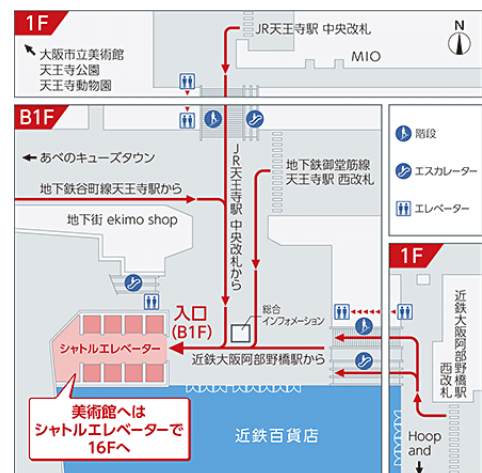 1F
JR天王寺駅 中央改札
N
大阪市立美術館
天王寺公園
天王寺動物園
MIO
B1F
あべのキューズタウン
地下鉄谷町線天王寺駅から
地下街 ekimo shop
JR天王寺駅 中央改札から
地下鉄御堂筋線
天王寺駅 西改札
階段
エスカレーター
エレベーター
1F
入口
(B1F)
総合
インフォメーション
シャトルエレベーター
近鉄大阪阿部野橋駅から
近鉄大阪阿部野橋駅
西改札
美術館へは
シャトルエレベーターで
16Fへ
近鉄百貨店
Hoop
and